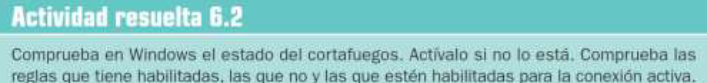 Actividad resuelta 6.2
Comprueba en Windows el estado del cortafuegos. Actívalo si no lo está. Comprueba las
reglas que tiene habilitadas, las que no y las que estén habilitadas para la conexión activa.